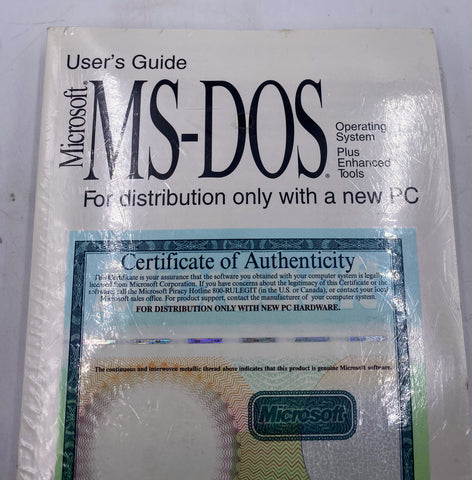 User's Guide
Microsoft®
MS-DOS®
Operating
System
Plus
Enhanced
Tools
For distribution only with a new PC
Certificate of Authenticity
This Certificate is your assurance that the software you obtained with your computer system is legally
licensed from Microsoft Corporation. If you have concerns about the legitimacy of this Certificate or the
software, call the Microsoft Piracy Hotline 800-RULEGIT (in the U.S. or Canada), or contact your local
Microsoft sales office. For product support, contact the manufacturer of your computer system.
FOR DISTRIBUTION ONLY WITH NEW PC HARDWARE.
The continuous and interwoven metallic thread above indicates that this product is genuine Microsoft software.
Microsoft